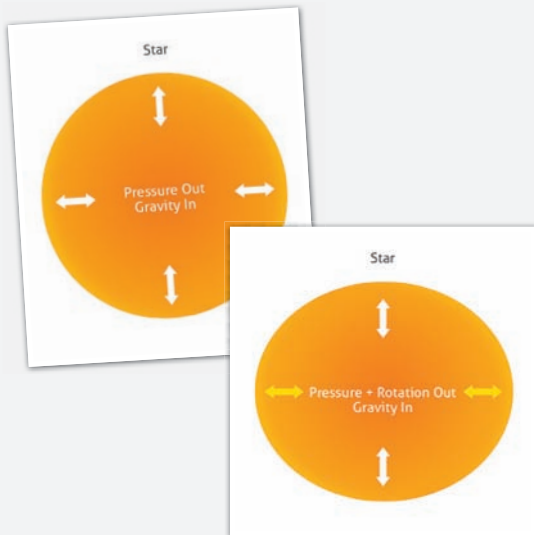 Star
Pressure Out
Gravity In
Star
Pressure + Rotation Out
Gravity In